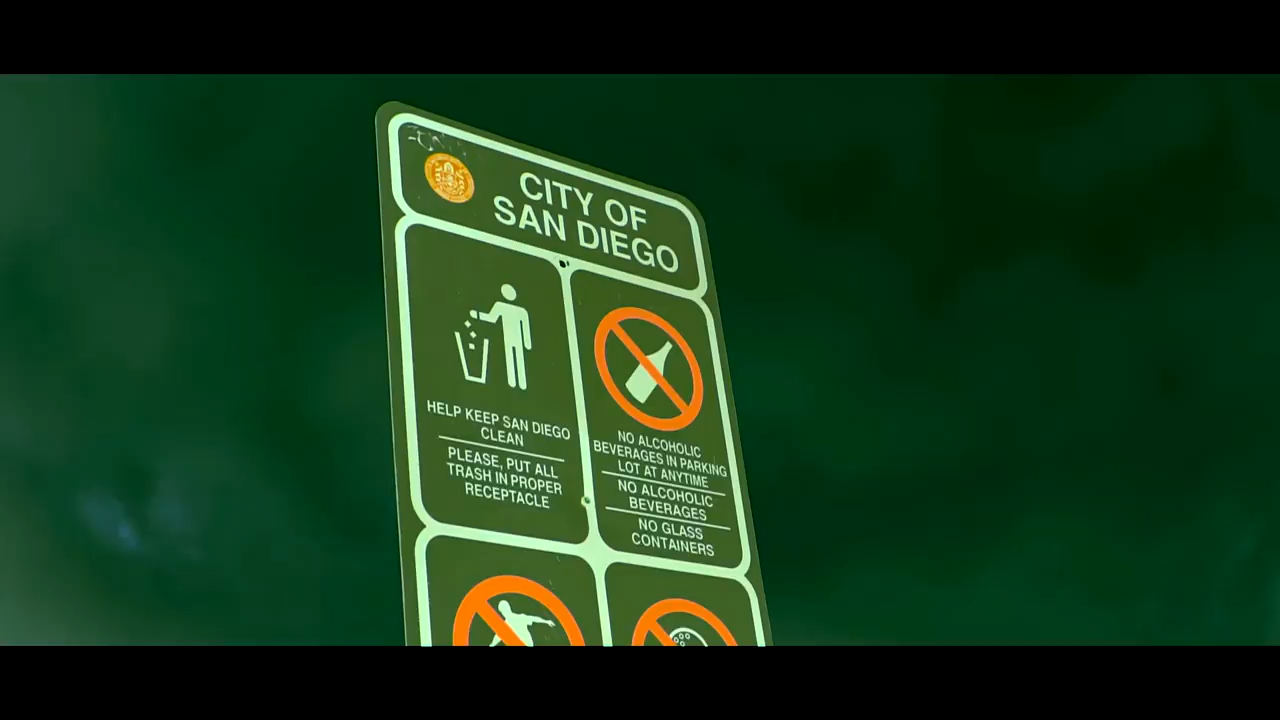 CITY OF
SAN DIEGO
HELP KEEP SAN DIEGO
CLEAN
PLEASE, PUT ALL
TRASH IN PROPER
RECEPTACLE
NO ALCOHOLIC
BEVERAGES IN PARKING
LOT AT ANYTIME
NO ALCOHOLIC
BEVERAGES
NO GLASS
CONTAINERS